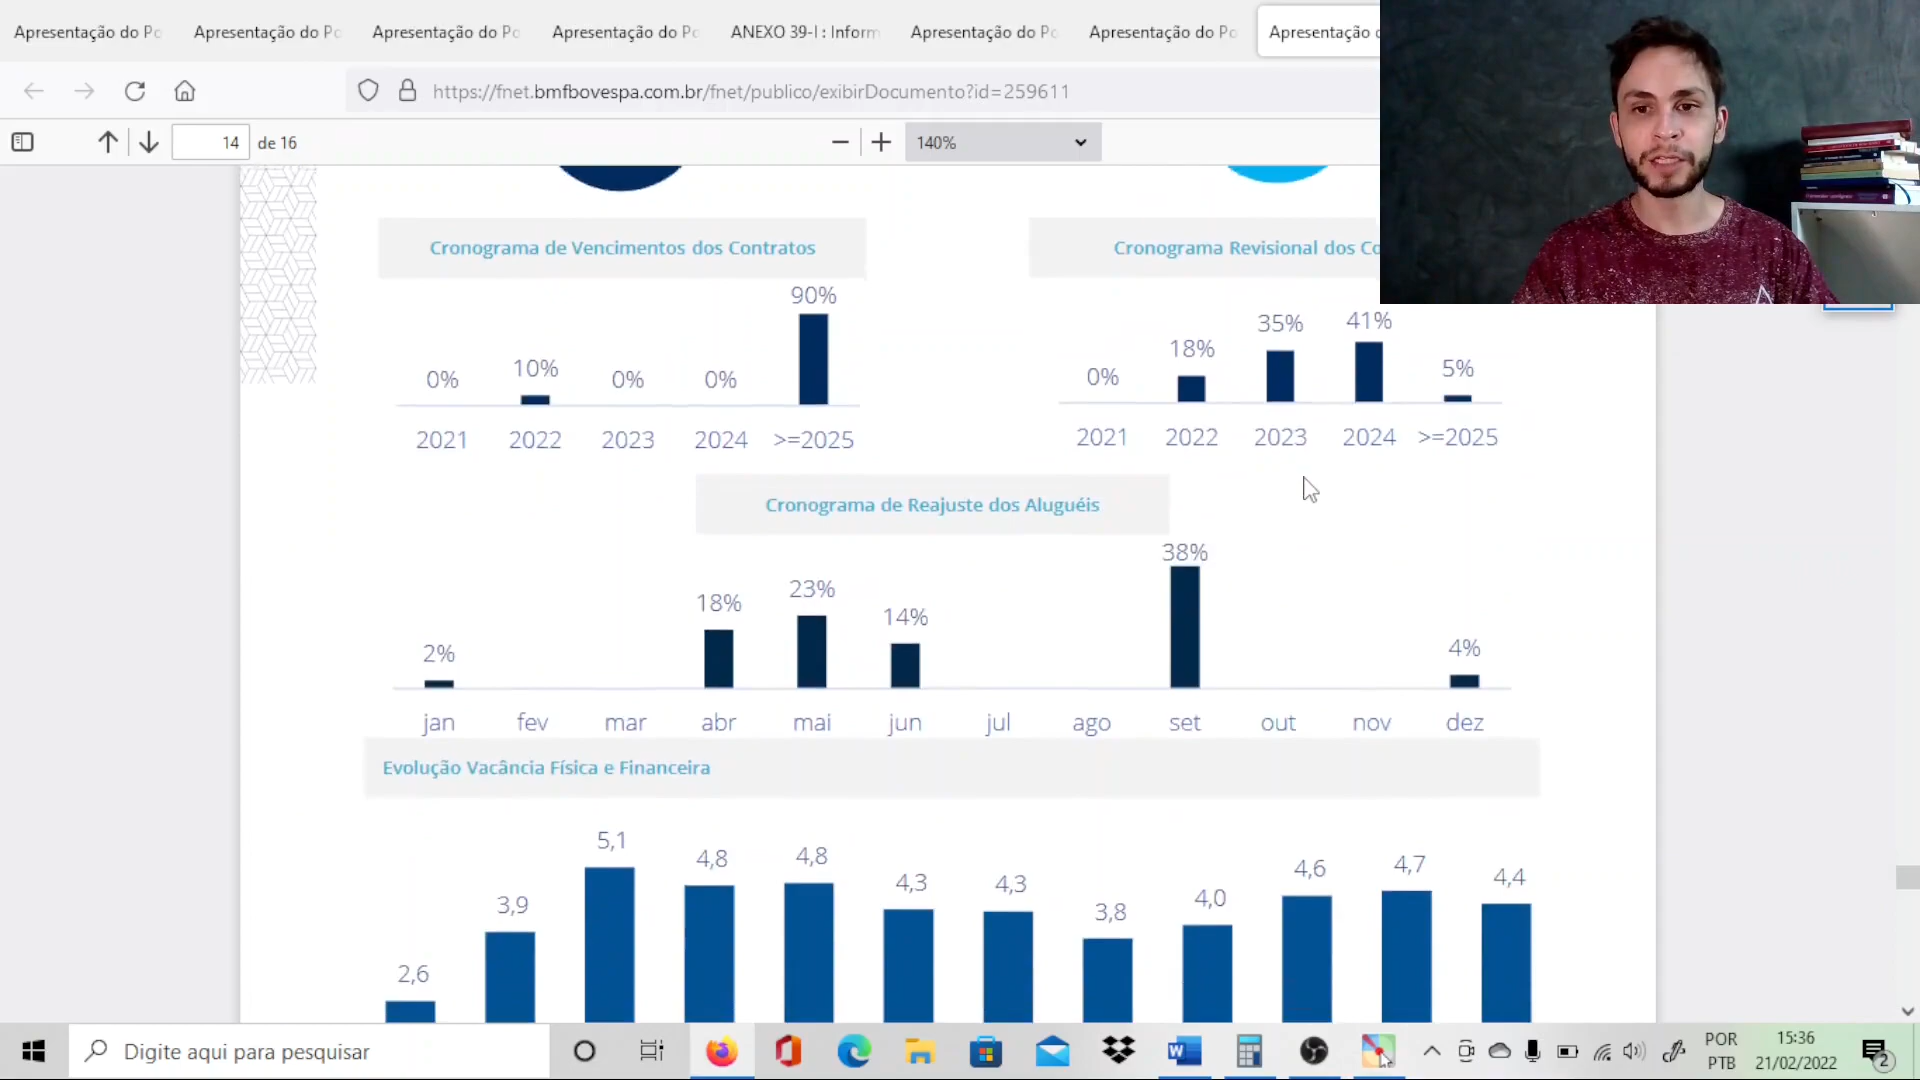 Apresentação do Po
Apresentação do Po
Apresentação do Po
Apresentação do Po
ANEXO 39-I : Inform
Apresentação do Po
Apresentação do Po
Apresentação
https://fnet.bmfbovespa.com.br/fnet/publico/exibirDocumento?id=259611
14 de 16
140%
Cronograma de Vencimentos dos Contratos
0% 10% 0% 0% 90%
2021 2022 2023 2024 >=2025
Cronograma Revisional dos Co
0% 18% 35% 41% 5%
2021 2022 2023 2024 >=2025
Cronograma de Reajuste dos Aluguéis
2% 18% 23% 14% 38% 4%
jan fev mar abr mai jun jul ago set out nov dez
Evolução Vacância Física e Financeira
2,6 3,9 5,1 4,8 4,8 4,3 4,3 3,8 4,0 4,6 4,7 4,4
Digite aqui para pesquisar
POR
PTB
15:36
21/02/2022
2